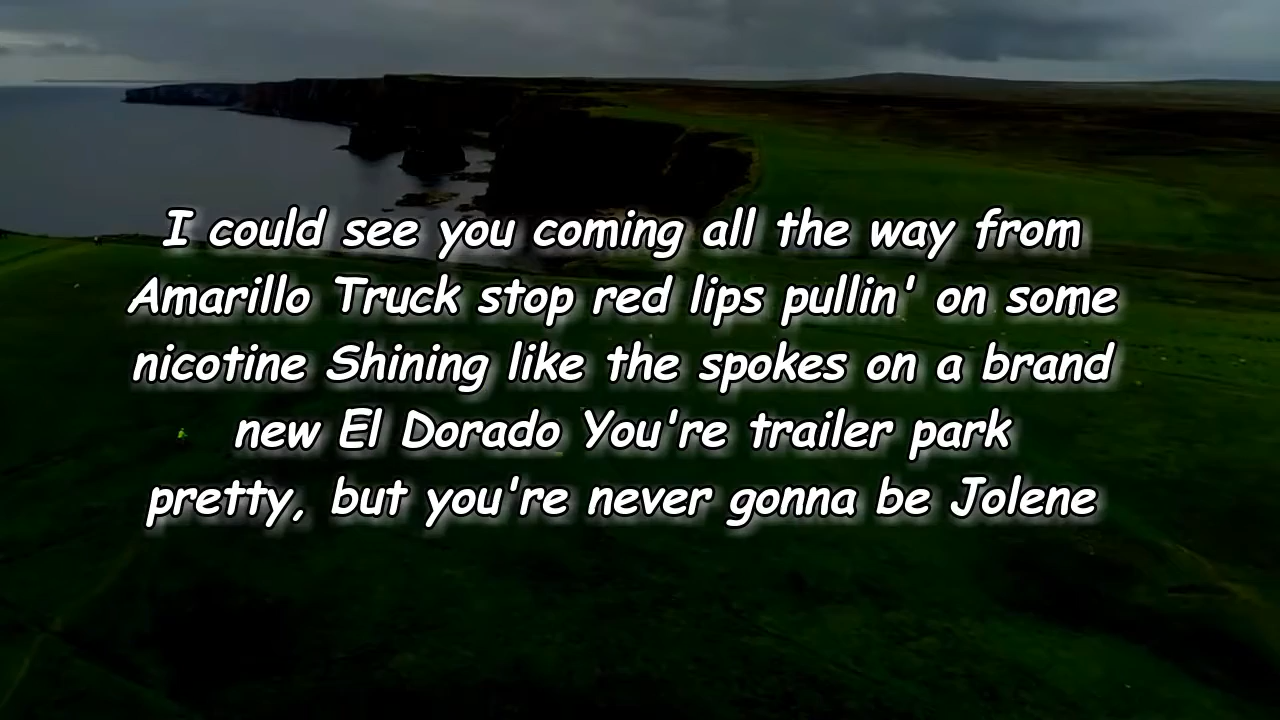 I could see you coming all the way from
Amarillo Truck stop red lips pullin' on some
nicotine Shining like the spokes on a brand
new El Dorado You're trailer park
pretty, but you're never gonna be Jolene